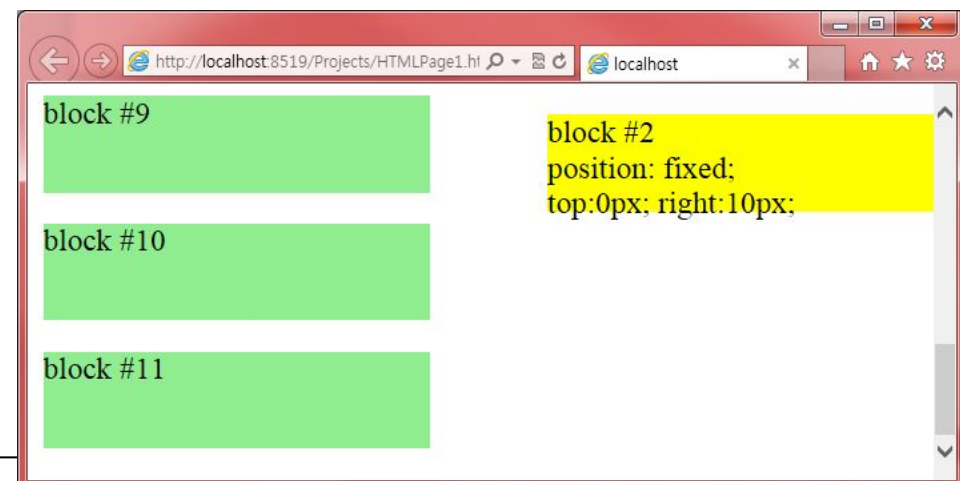 http://localhost:8519/Projects/HTMLPage1.ht
localhost
block #9
block #2
position: fixed;
top:0px; right:10px;
block #10
block #11